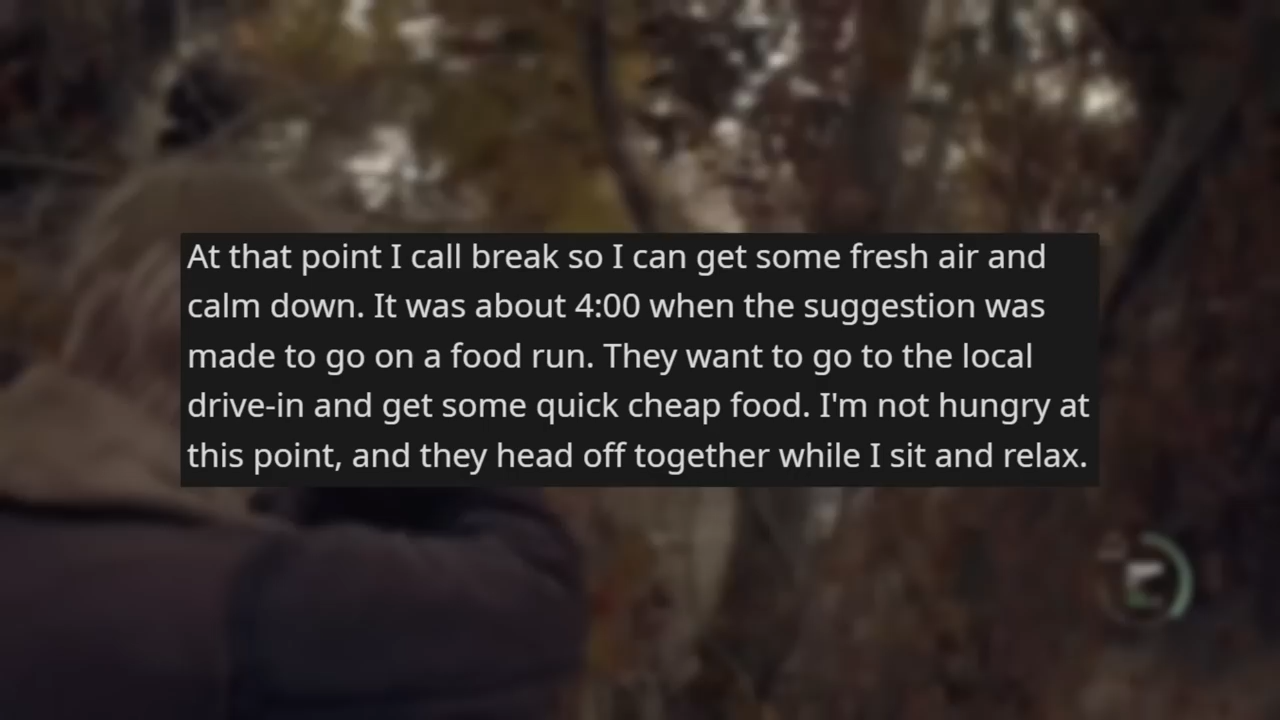 At that point I call break so I can get some fresh air and
calm down. It was about 4:00 when the suggestion was
made to go on a food run. They want to go to the local
drive-in and get some quick cheap food. I'm not hungry at
this point, and they head off together while I sit and relax.